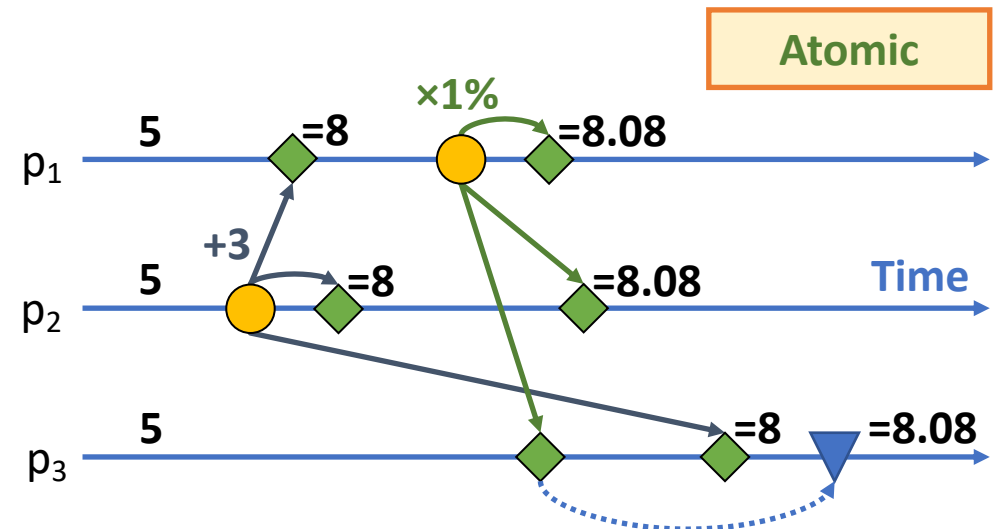 Atomic
×1%
5 =8 =8.08
p₁
+3
5 =8 =8.08 Time
p₂
5 =8 =8.08
p₃